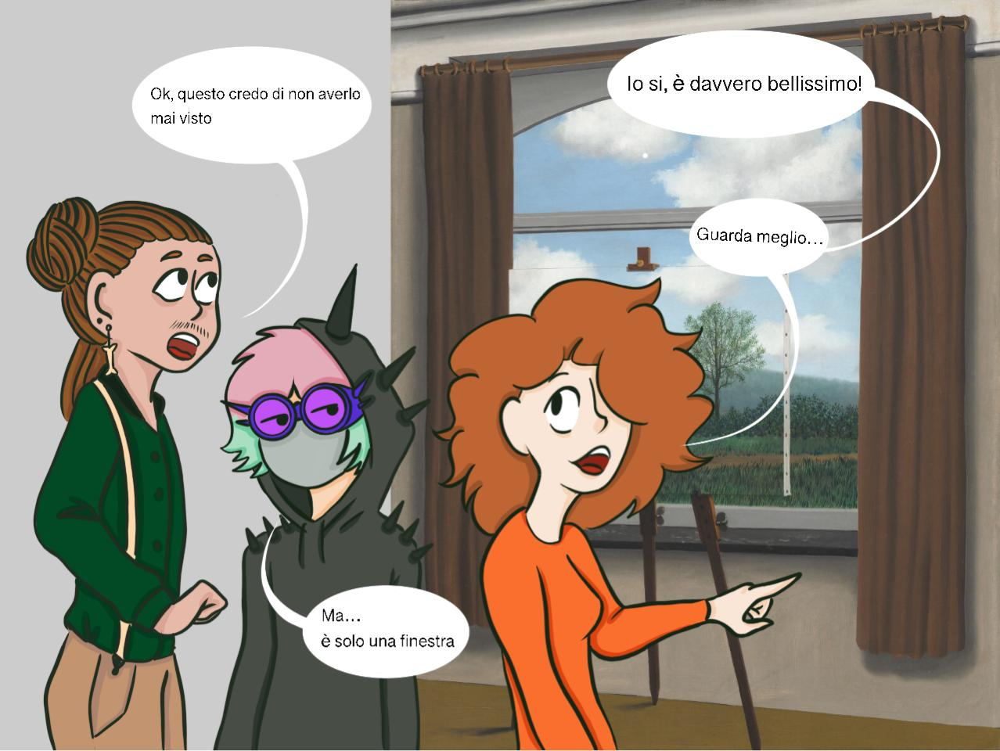 Ok, questo credo di non averlo
mai visto
Io si, è davvero bellissimo!
Guarda meglio...
Ma...
è solo una finestra